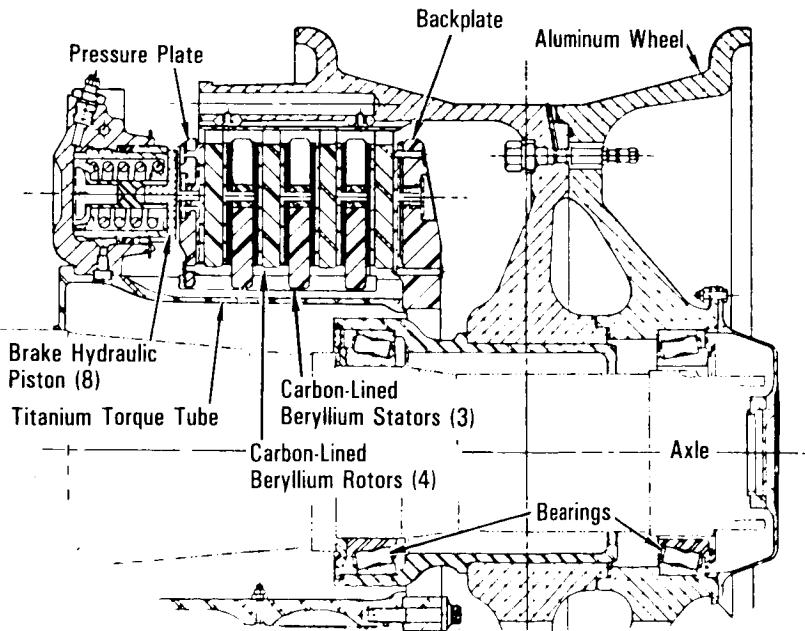 Backplate
Pressure Plate
Aluminum Wheel
Brake Hydraulic
Piston (8)
Titanium Torque Tube
Carbon-Lined
Beryllium Stators (3)
Carbon-Lined
Beryllium Rotors (4)
Axle
Bearings